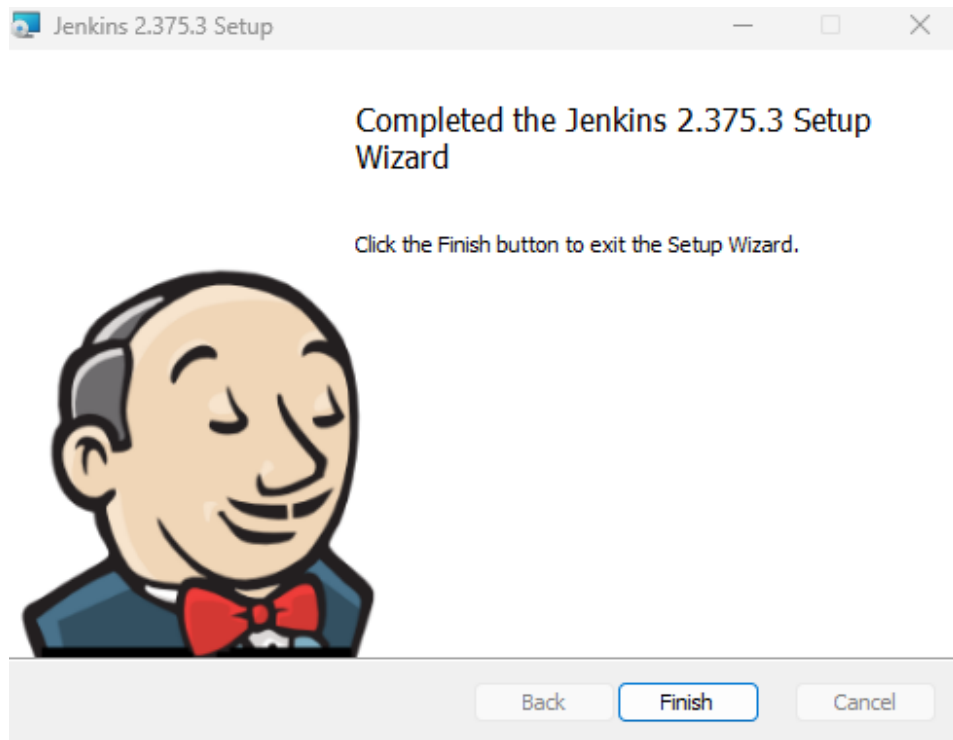 Jenkins 2.375.3 Setup
Completed the Jenkins 2.375.3 Setup
Wizard
Click the Finish button to exit the Setup Wizard.
Back
Finish
Cancel